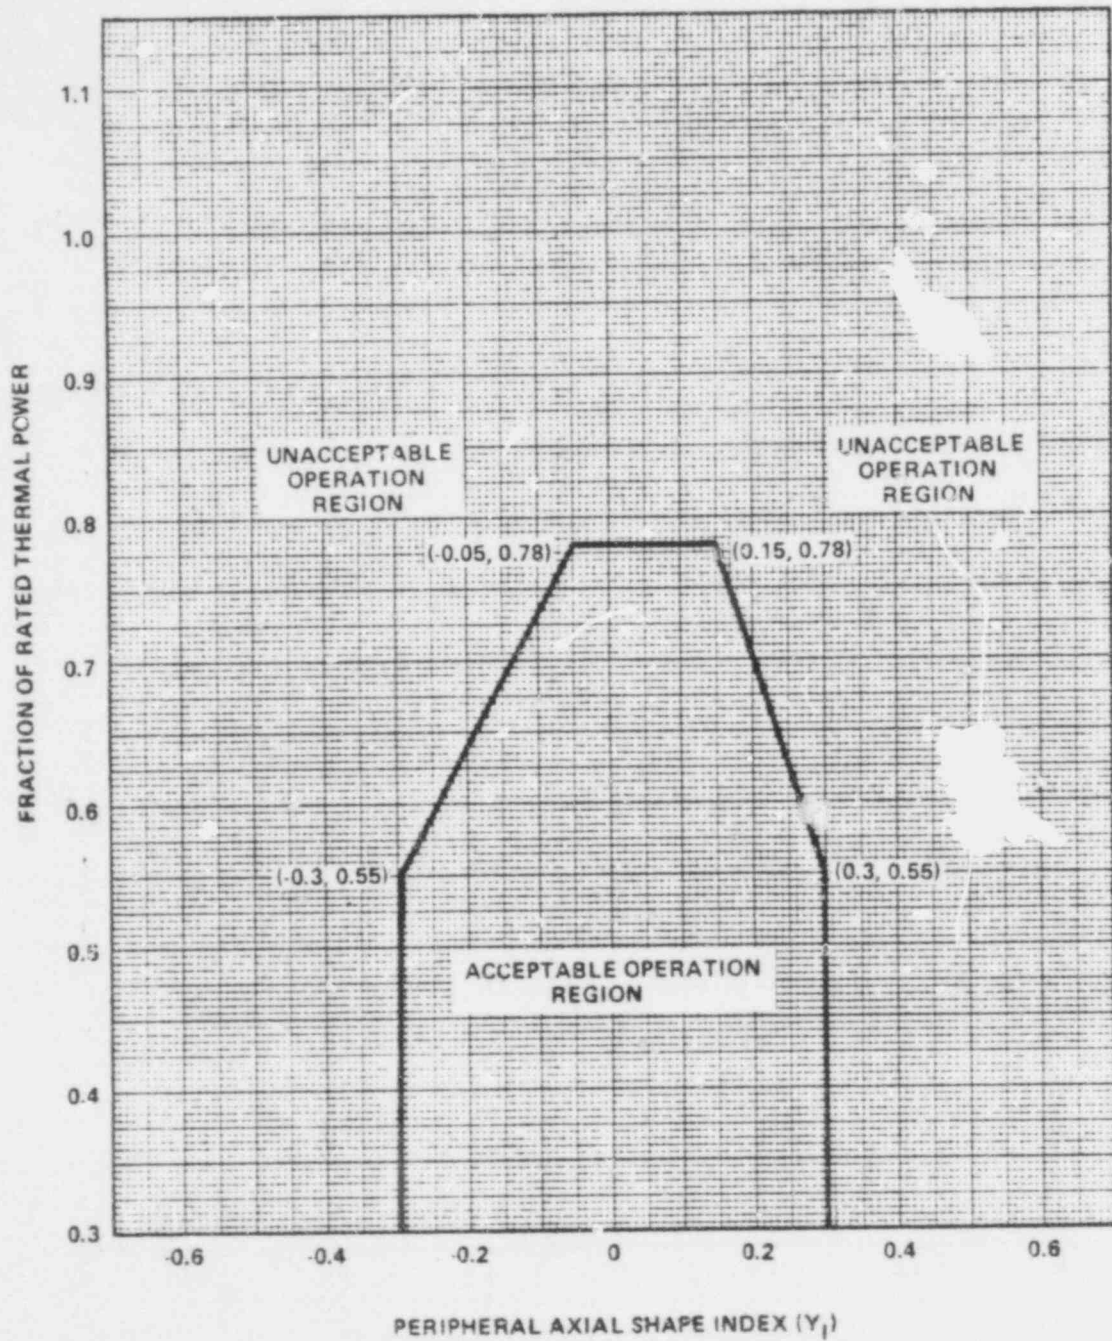 FRACTION OF RATED THERMAL POWER
1.1
1.0
0.9
0.8
0.7
0.6
0.5
0.4
0.3
UNACCEPTABLE
OPERATION
REGION
UNACCEPTABLE
OPERATION
REGION
(-0.05, 0.78)
(0.15, 0.78)
(-0.3, 0.55)
(0.3, 0.55)
ACCEPTABLE OPERATION
REGION
-0.6
-0.4
-0.2
0
0.2
0.4
0.6
PERIPHERAL AXIAL SHAPE INDEX (Y_I)